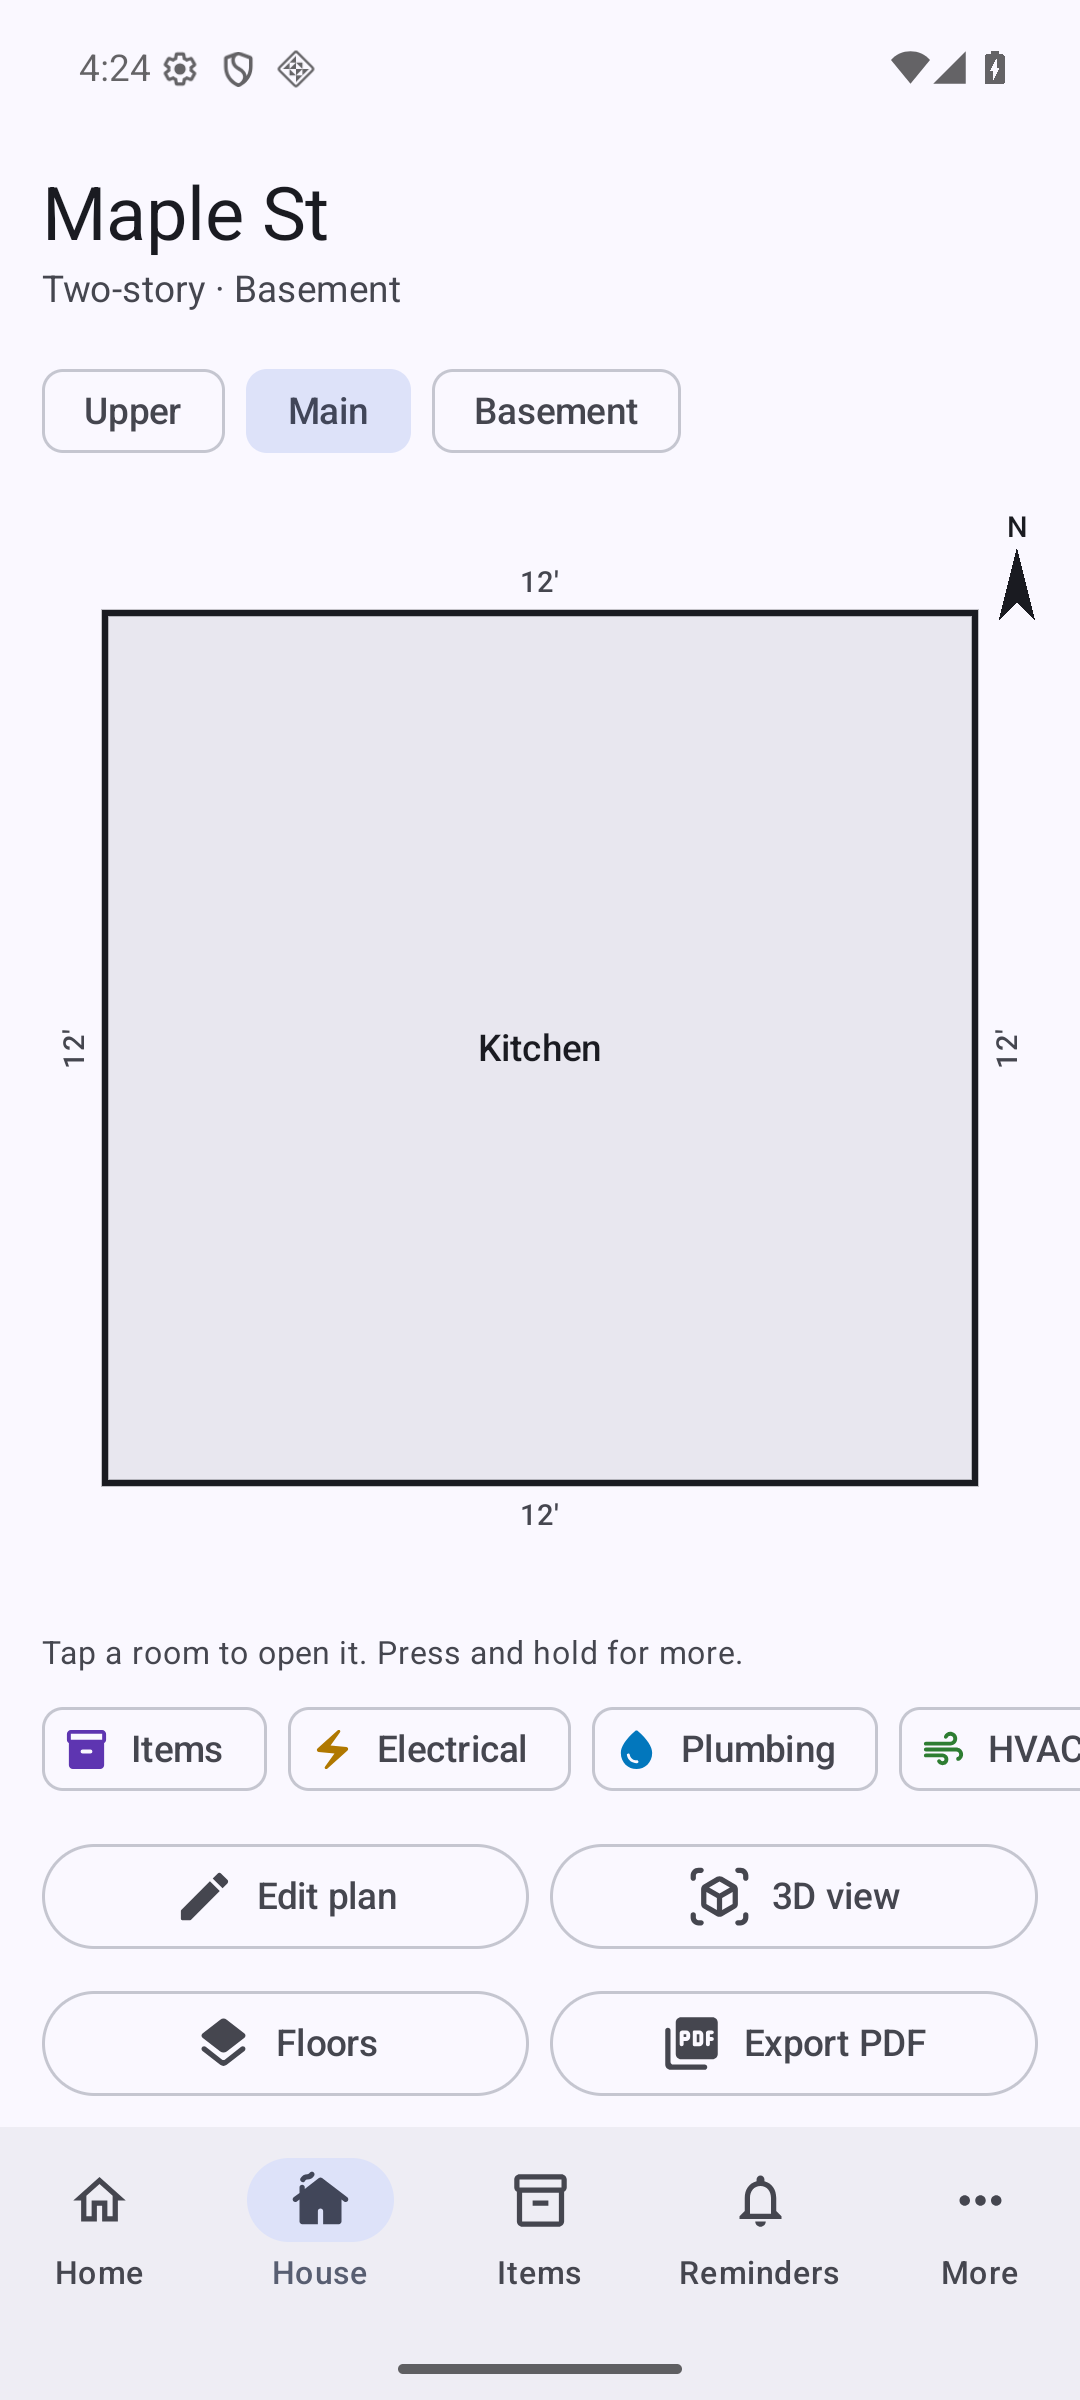 4:24
Maple St
Two-story · Basement
Upper
Main
Basement
N
12'
12'
Kitchen
12'
12'
Tap a room to open it. Press and hold for more.
Items
Electrical
Plumbing
HVAC
Edit plan
3D view
Floors
PDF
Export PDF
Home
House
Items
Reminders
More